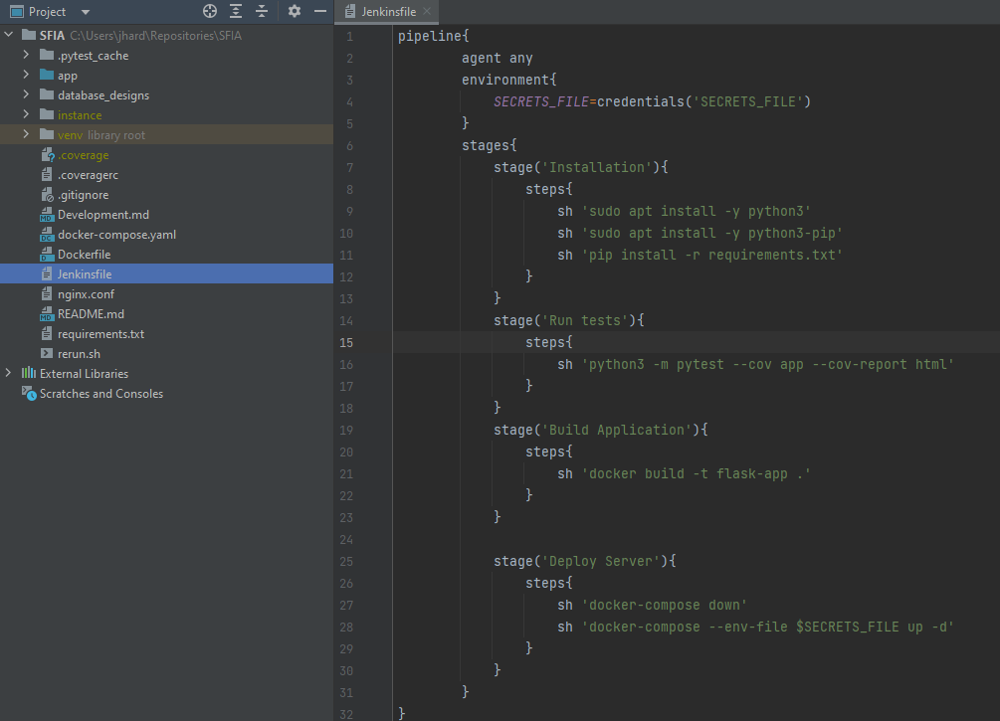 Project
SFIA C:\Users\jhard\Repositories\SFIA
.pytest_cache
app
database_designs
instance
venv library root
.coverage
.coveragerc
.gitignore
Development.md
docker-compose.yaml
Dockerfile
Jenkinsfile
nginx.conf
README.md
requirements.txt
rerun.sh
External Libraries
Scratches and Consoles
Jenkinsfile
1 pipeline{
2 agent any
3 environment{
4 SECRETS_FILE=credentials('SECRETS_FILE')
5 }
6 stages{
7 stage('Installation'){
8 steps{
9 sh 'sudo apt install -y python3'
10 sh 'sudo apt install -y python3-pip'
11 sh 'pip install -r requirements.txt'
12 }
13 }
14 stage('Run tests'){
15 steps{
16 sh 'python3 -m pytest --cov app --cov-report html'
17 }
18 }
19 stage('Build Application'){
20 steps{
21 sh 'docker build -t flask-app .'
22 }
23 }
24
25 stage('Deploy Server'){
26 steps{
27 sh 'docker-compose down'
28 sh 'docker-compose --env-file $SECRETS_FILE up -d'
29 }
30 }
31 }
32 }